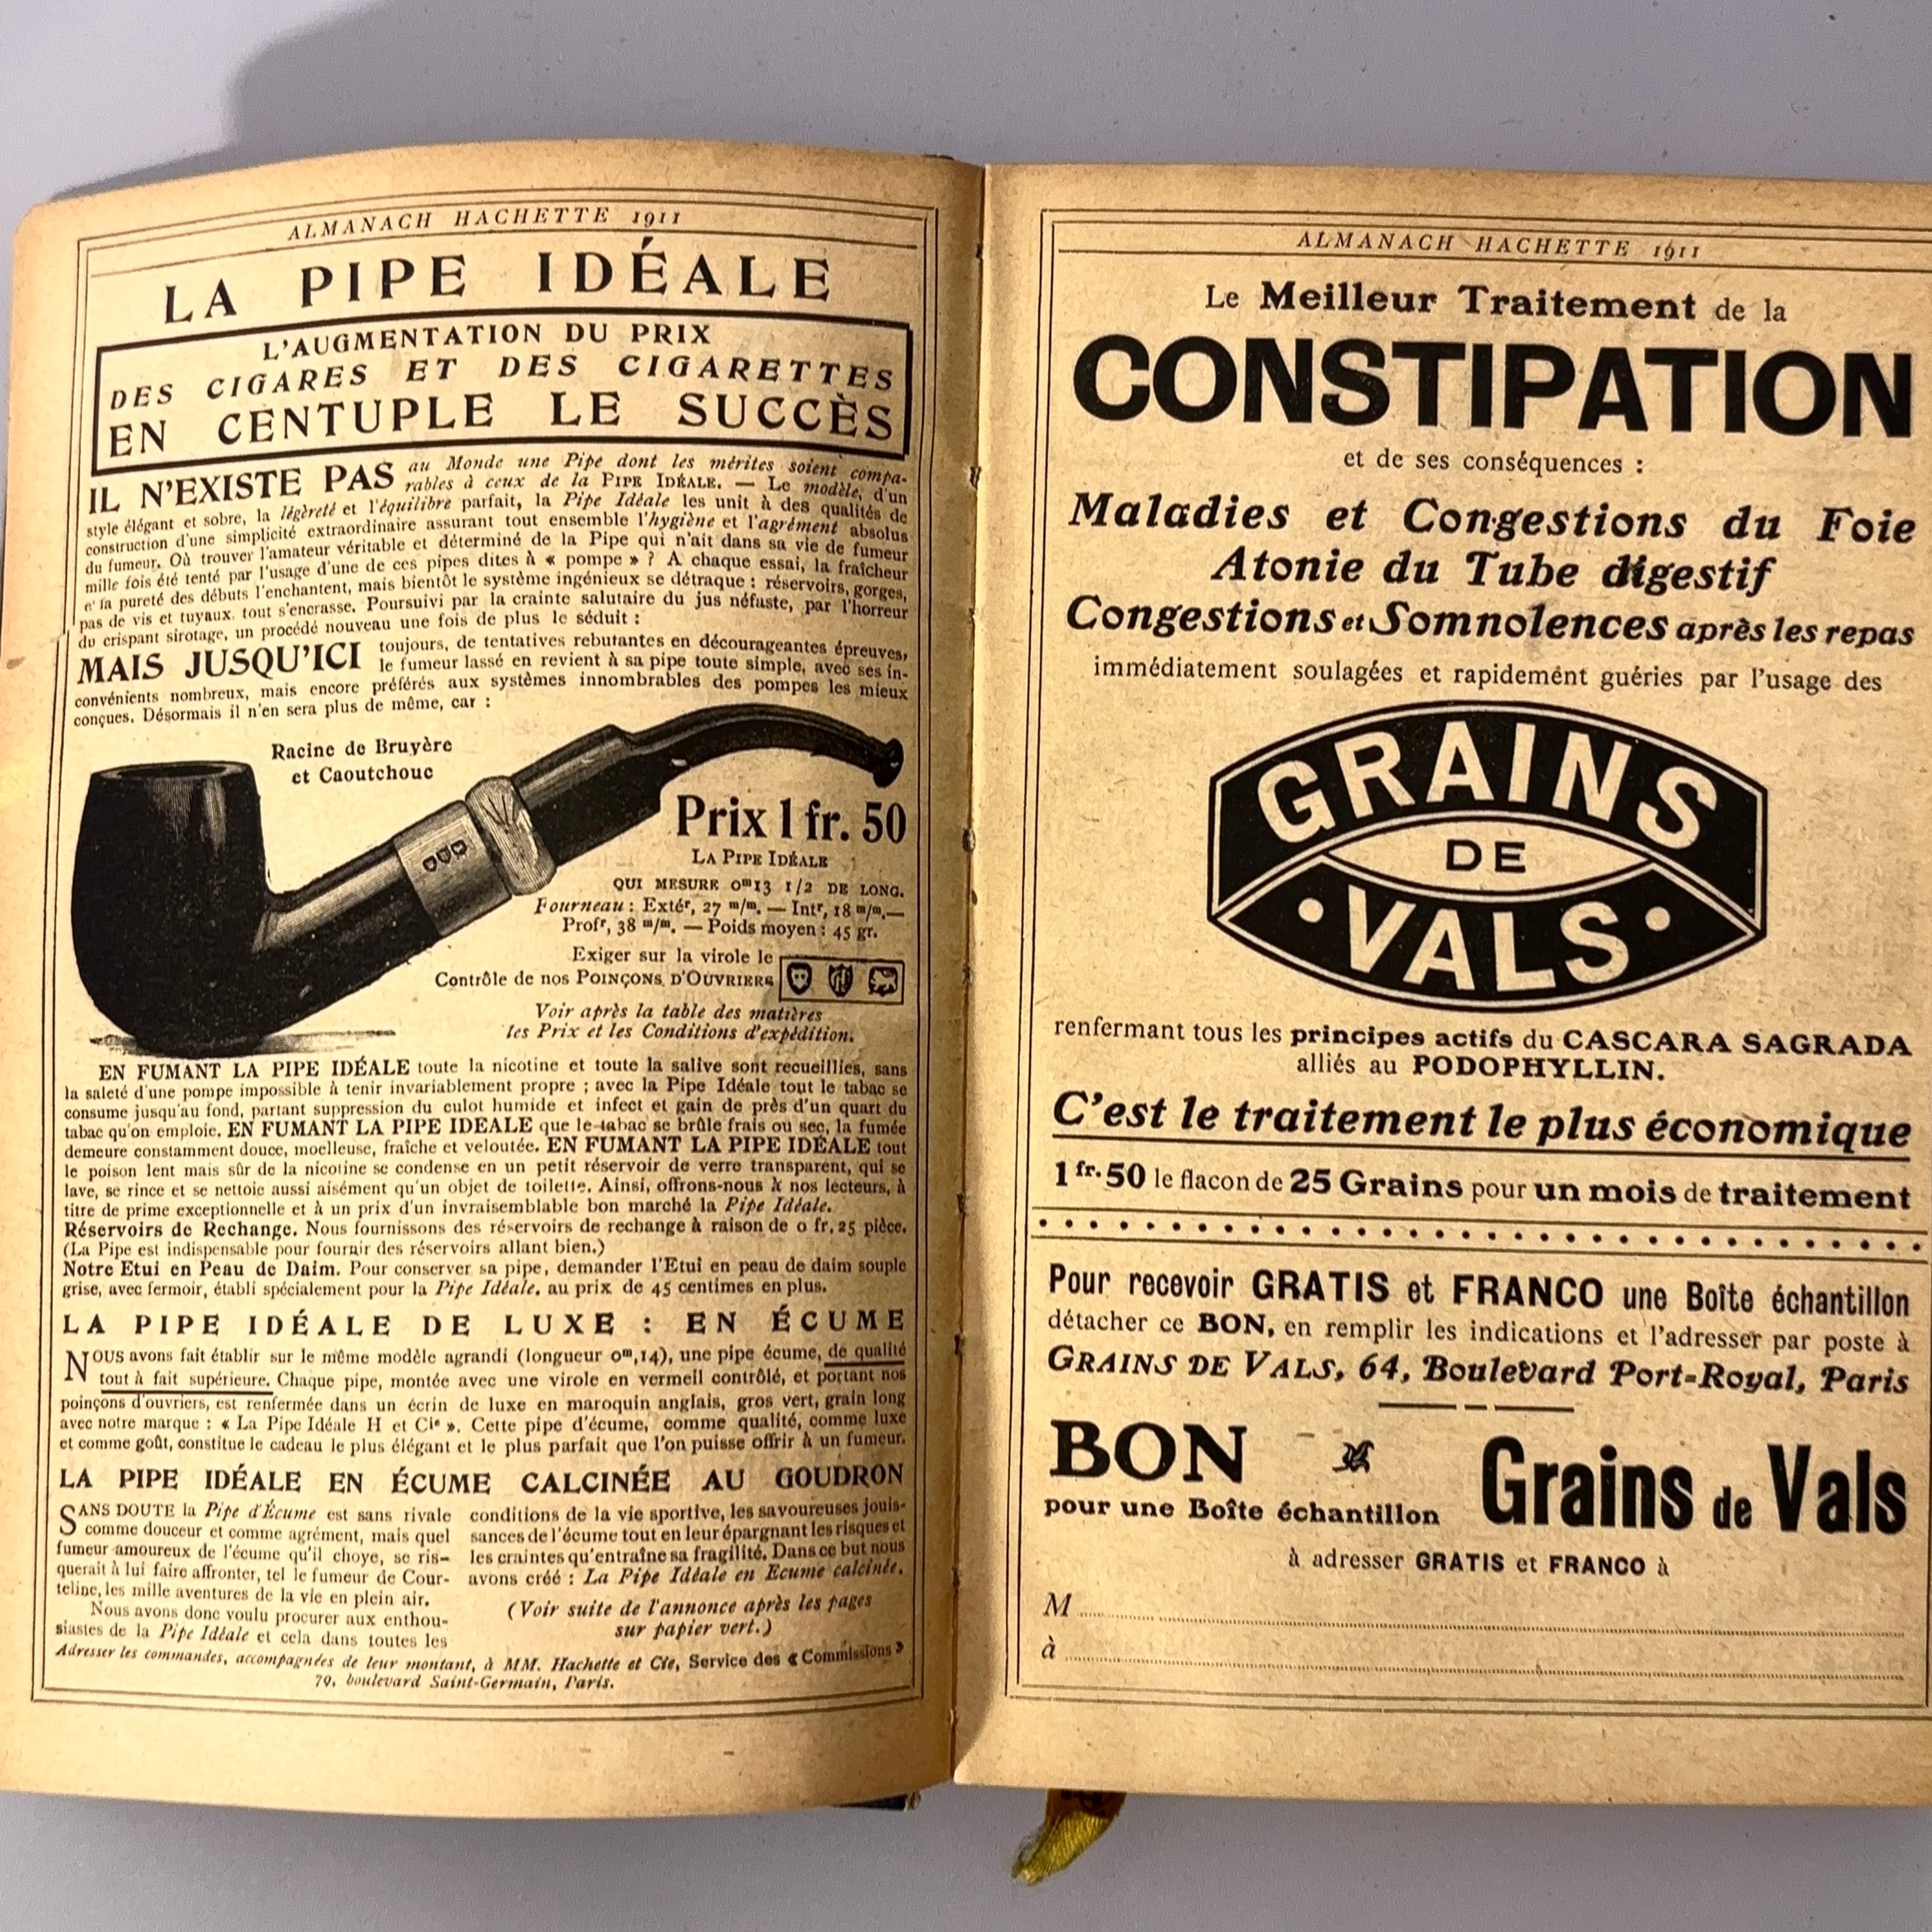 ALMANACH HACHETTE 1911
LA PIPE IDÉALE
L'AUGMENTATION DU PRIX
DES CIGARES ET DES CIGARETTES
EN CENTUPLE LE SUCCÈS
IL N'EXISTE PAS au Monde une Pipe dont les mérites soient compa-
rables à ceux de la PIPE IDÉALE. — Le modèle, d'un
style élégant et sobre, la légèreté et l'équilibre parfait, la Pipe Idéale les unit à des qualités de
construction d'une simplicité extraordinaire assurant tout ensemble l'hygiène et l'agrément absolus
du fumeur. Où trouver l'amateur véritable et déterminé de la Pipe qui n'ait dans sa vie de fumeur
mille fois été tenté par l'usage d'une de ces pipes dites à « pompe » ? A chaque essai, la fraîcheur
et la pureté des débuts l'enchantent, mais bientôt le système ingénieux se détraque : réservoirs, gorges,
pas de vis et tuyaux, tout s'encrasse. Poursuivi par la crainte salutaire du jus néfaste, par l'horreur
du crispant sirotage, un procédé nouveau une fois de plus le séduit :
MAIS JUSQU'ICI toujours, de tentatives rebutantes en décourageantes épreuves,
le fumeur lassé en revient à sa pipe toute simple, avec ses in-
convénients nombreux, mais encore préférés aux systèmes innombrables des pompes les mieux
conçues. Désormais il n'en sera plus de même, car :
Racine de Bruyère
et Caoutchouc
Prix 1 fr. 50
LA PIPE IDÉALE
QUI MESURE 0m13 1/2 DE LONG.
Fourneau : Extér, 27 m/m. — Intr, 18 m/m.—
Profr, 38 m/m. — Poids moyen : 45 gr.
Exiger sur la virole le
Contrôle de nos POINÇONS D'OUVRIERS
Voir après la table des matières
les Prix et les Conditions d'expédition.
EN FUMANT LA PIPE IDÉALE toute la nicotine et toute la salive sont recueillies, sans
la saleté d'une pompe impossible à tenir invariablement propre ; avec la Pipe Idéale tout le tabac se
consume jusqu'au fond, partant suppression du culot humide et infect et gain de près d'un quart du
tabac qu'on emploie. EN FUMANT LA PIPE IDEALE que le tabac se brûle frais ou sec, la fumée
demeure constamment douce, moelleuse, fraîche et veloutée. EN FUMANT LA PIPE IDÉALE tout
le poison lent mais sûr de la nicotine se condense en un petit réservoir de verre transparent, qui se
lave, se rince et se nettoie aussi aisément qu'un objet de toilette. Ainsi, offrons-nous à nos lecteurs, à
titre de prime exceptionnelle et à un prix d'un invraisemblable bon marché la Pipe Idéale.
Réservoirs de Rechange. Nous fournissons des réservoirs de rechange à raison de 0 fr. 25 pièce.
(La Pipe est indispensable pour fournir des réservoirs allant bien.)
Notre Etui en Peau de Daim. Pour conserver sa pipe, demander l'Etui en peau de daim souple
grise, avec fermoir, établi spécialement pour la Pipe Idéale, au prix de 45 centimes en plus.
LA PIPE IDÉALE DE LUXE : EN ÉCUME
NOUS avons fait établir sur le même modèle agrandi (longueur 0m,14), une pipe écume, de qualité
tout à fait supérieure. Chaque pipe, montée avec une virole en vermeil contrôlé, et portant nos
poinçons d'ouvriers, est renfermée dans un écrin de luxe en maroquin anglais, gros vert, grain long
avec notre marque : « La Pipe Idéale H et Cie ». Cette pipe d'écume, comme qualité, comme luxe
et comme goût, constitue le cadeau le plus élégant et le plus parfait que l'on puisse offrir à un fumeur.
LA PIPE IDÉALE EN ÉCUME CALCINÉE AU GOUDRON
SANS DOUTE la Pipe d'Écume est sans rivale
comme douceur et comme agrément, mais quel
fumeur amoureux de l'écume qu'il choye, se ris-
querait à lui faire affronter, tel le fumeur de Cour-
teline, les mille aventures de la vie en plein air.
Nous avons donc voulu procurer aux enthou-
siastes de la Pipe Idéale et cela dans toutes les
conditions de la vie sportive, les savoureuses jouis-
sances de l'écume tout en leur épargnant les risques et
les craintes qu'entraîne sa fragilité. Dans ce but nous
avons créé : La Pipe Idéale en Ecume calcinée.
(Voir suite de l'annonce après les pages
sur papier vert.)
Adresser les commandes, accompagnées de leur montant, à MM. Hachette et Cie, Service des « Commissions »
79, boulevard Saint-Germain, Paris.
ALMANACH HACHETTE 1911
Le Meilleur Traitement de la
CONSTIPATION
et de ses conséquences :
Maladies et Congestions du Foie
Atonie du Tube digestif
Congestions et Somnolences après les repas
immédiatement soulagées et rapidement guéries par l'usage des
GRAINS
DE
VALS
renfermant tous les principes actifs du CASCARA SAGRADA
alliés au PODOPHYLLIN.
C'est le traitement le plus économique
1 fr. 50 le flacon de 25 Grains pour un mois de traitement
Pour recevoir GRATIS et FRANCO une Boîte échantillon
détacher ce BON, en remplir les indications et l'adresser par poste à
GRAINS DE VALS, 64, Boulevard Port-Royal, Paris
BON
pour une Boîte échantillon
Grains de Vals
à adresser GRATIS et FRANCO à
M
à